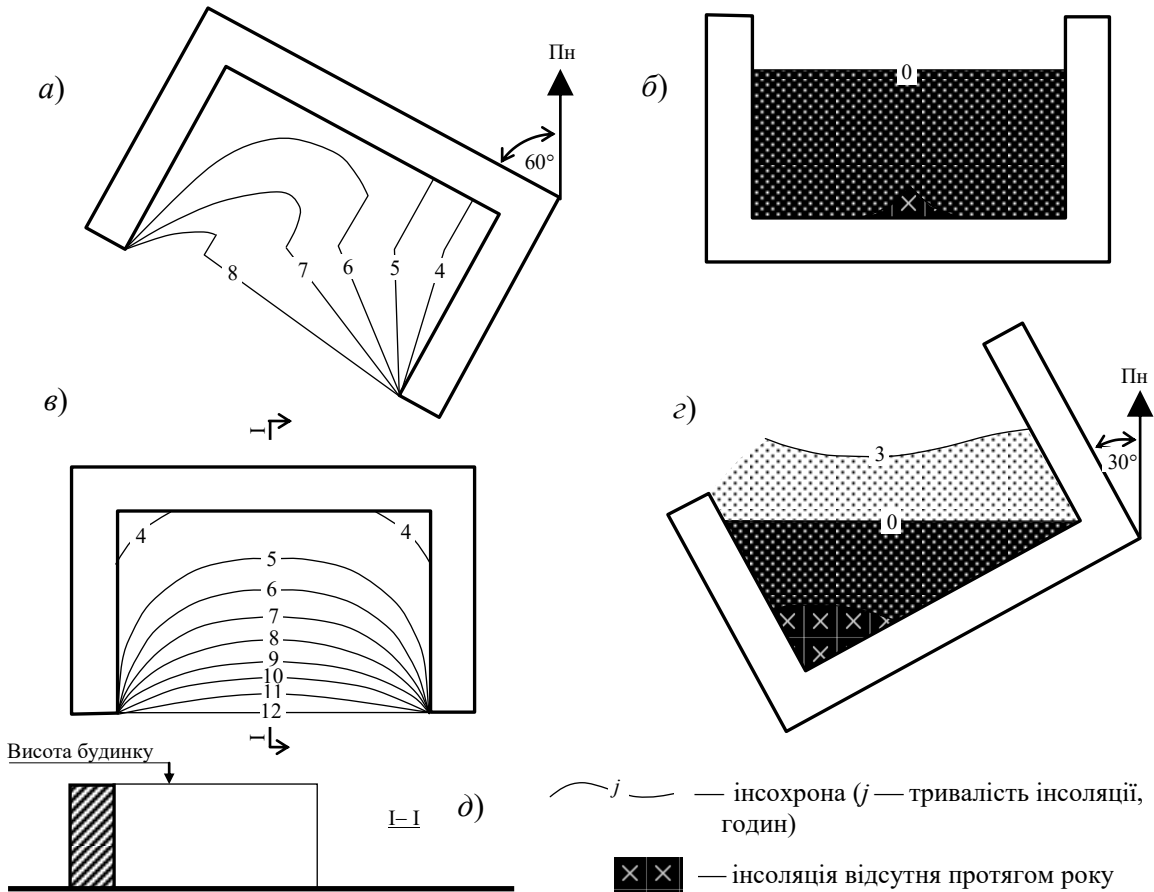 а)
Пн
60°
8
7
6
5
4
б)
0
в)
I
4
4
5
6
7
8
9
10
11
12
I
г)
Пн
30°
3
0
Висота будинку
I– I
д)
j
— інсохрона (j — тривалість інсоляції,
годин)
— інсоляція відсутня протягом року